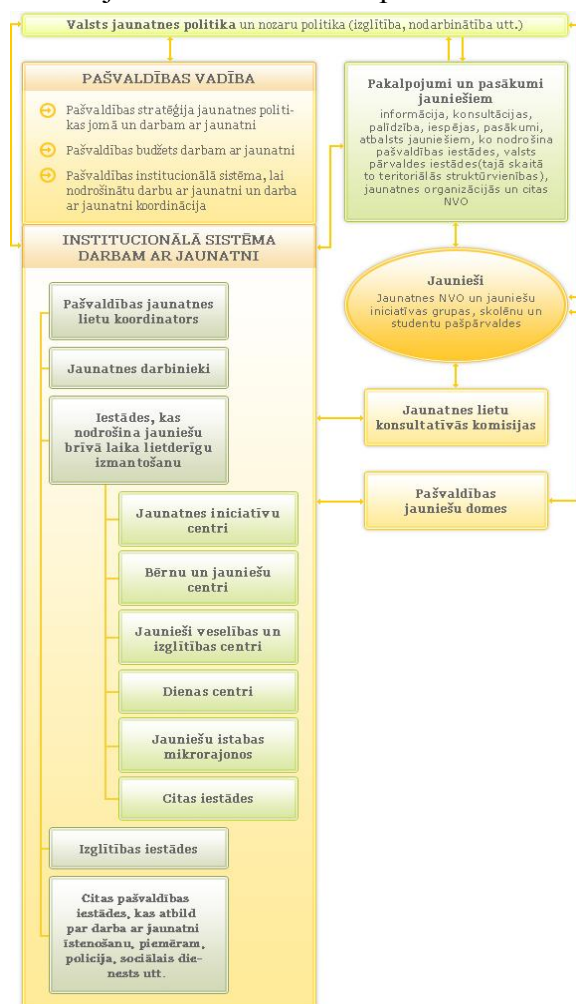 Valsts jaunatnes politika un nozaru politika (izglītība, nodarbinātība utt.)
PAŠVALDĪBAS VADĪBA
Pašvaldības stratēģija jaunatnes politi-
kas jomā un darbam ar jaunatni
Pašvaldības budžets darbam ar jaunatni
Pašvaldības institucionālā sistēma, lai
nodrošinātu darbu ar jaunatni un darba
ar jaunatni koordinācija
Pakalpojumi un pasākumi
jauniešiem
informācija, konsultācijas,
palīdzība, iespējas, pasākumi,
atbalsts jauniešiem, ko nodrošina
pašvaldības iestādes, valsts
pārvaldes iestādes(tajā skaitā
to teritoriālās struktūrvienības),
jaunatnes organizācijās un citas
NVO
INSTITUCIONĀLĀ SISTĒMA
DARBAM AR JAUNATNI
Pašvaldības jaunatnes
lietu koordinators
Jaunatnes darbinieki
Iestādes, kas
nodrošina jauniešu
brīvā laika lietderīgu
izmantošanu
Jaunatnes iniciatīvu
centri
Bērnu un jauniešu
centri
Jaunieši veselības un
izglītības centri
Dienas centri
Jauniešu istabas
mikrorajonos
Citas iestādes
Izglītības iestādes
Citas pašvaldības
iestādes, kas atbild
par darba ar jaunatni
īstenošanu, piemēram,
policija, sociālais die-
nests utt.
Jaunieši
Jaunatnes NVO un jauniešu
iniciatīvas grupas, skolēnu un
studentu pašpārvaldes
Jaunatnes lietu
konsultatīvās komisijas
Pašvaldības
jauniešu domes